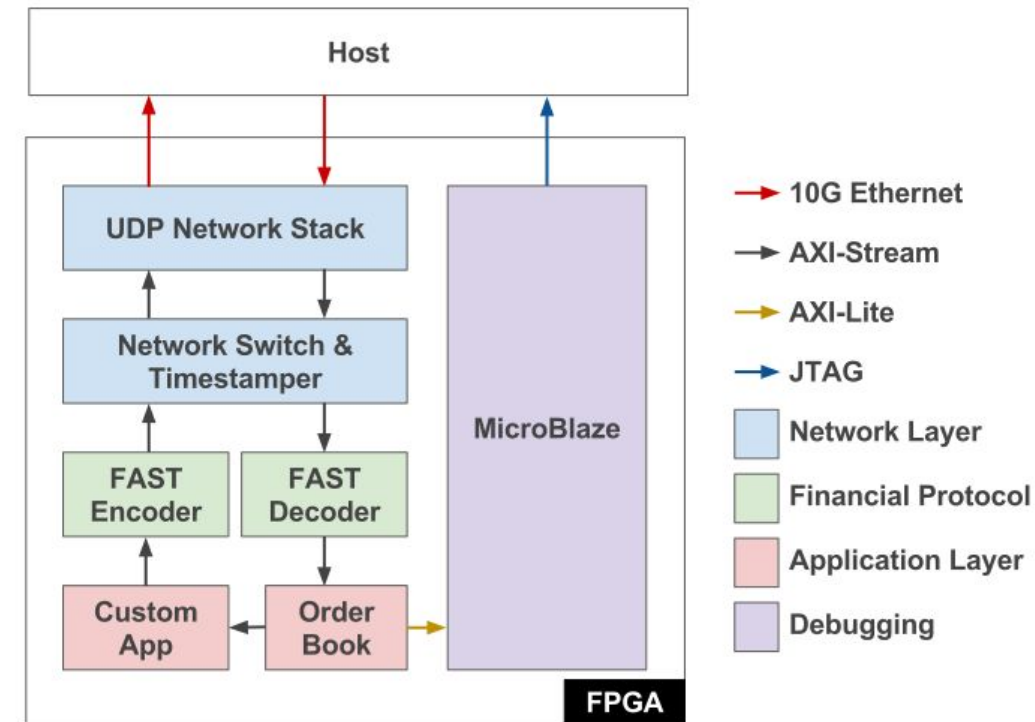 Host
UDP Network Stack
Network Switch &
Timestamper
FAST
Encoder
FAST
Decoder
Custom
App
Order
Book
MicroBlaze
FPGA
10G Ethernet
AXI-Stream
AXI-Lite
JTAG
Network Layer
Financial Protocol
Application Layer
Debugging